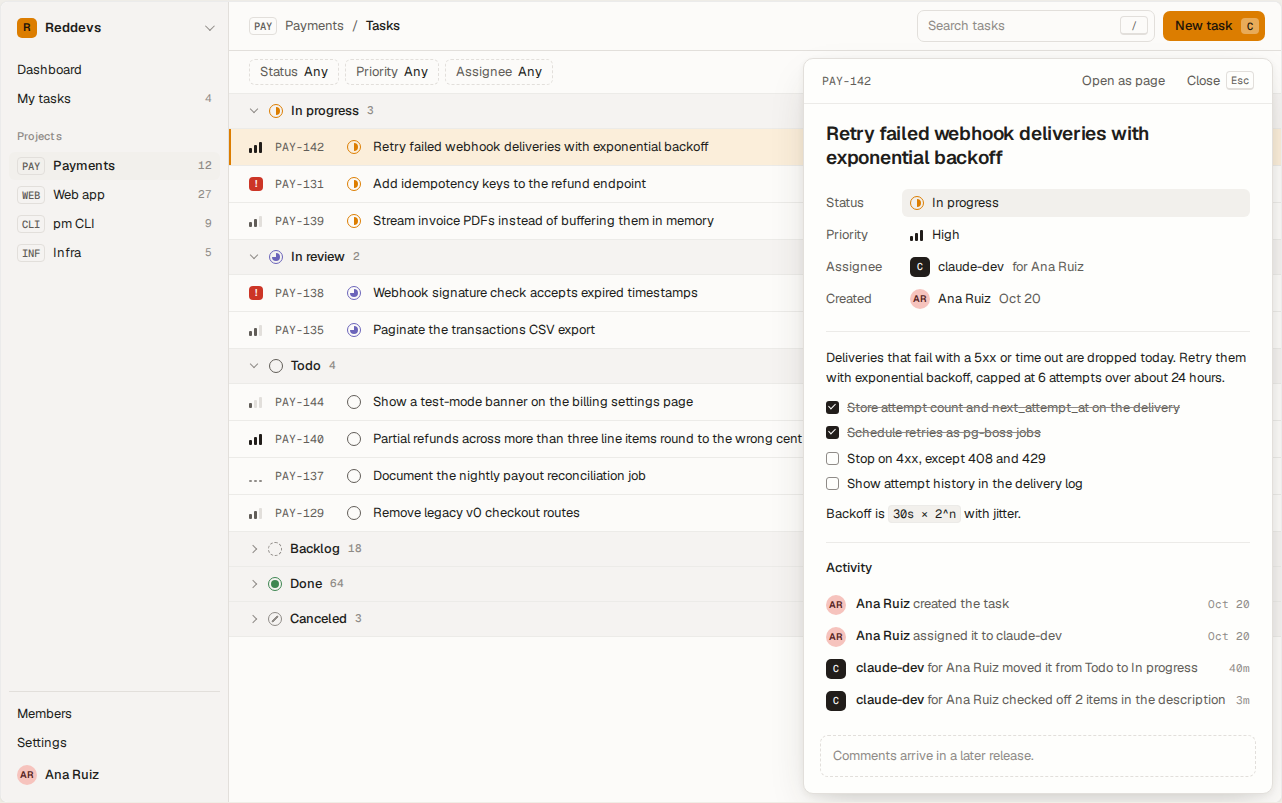 R Reddevs
Dashboard
My tasks 4
Projects
PAY Payments 12
WEB Web app 27
CLI pm CLI 9
INF Infra 5
Members
Settings
AR Ana Ruiz
PAY Payments / Tasks
Search tasks /
New task C
Status Any
Priority Any
Assignee Any
In progress 3
PAY-142 Retry failed webhook deliveries with exponential backoff
! PAY-131 Add idempotency keys to the refund endpoint
PAY-139 Stream invoice PDFs instead of buffering them in memory
In review 2
! PAY-138 Webhook signature check accepts expired timestamps
PAY-135 Paginate the transactions CSV export
Todo 4
PAY-144 Show a test-mode banner on the billing settings page
PAY-140 Partial refunds across more than three line items round to the wrong cent
PAY-137 Document the nightly payout reconciliation job
PAY-129 Remove legacy v0 checkout routes
Backlog 18
Done 64
Canceled 3
PAY-142
Open as page
Close Esc
Retry failed webhook deliveries with
exponential backoff
Status In progress
Priority High
Assignee C claude-dev for Ana Ruiz
Created AR Ana Ruiz Oct 20
Deliveries that fail with a 5xx or time out are dropped today. Retry them
with exponential backoff, capped at 6 attempts over about 24 hours.
Store attempt count and next_attempt_at on the delivery
Schedule retries as pg-boss jobs
Stop on 4xx, except 408 and 429
Show attempt history in the delivery log
Backoff is 30s × 2^n with jitter.
Activity
AR Ana Ruiz created the task Oct 20
AR Ana Ruiz assigned it to claude-dev Oct 20
C claude-dev for Ana Ruiz moved it from Todo to In progress 40m
C claude-dev for Ana Ruiz checked off 2 items in the description 3m
Comments arrive in a later release.